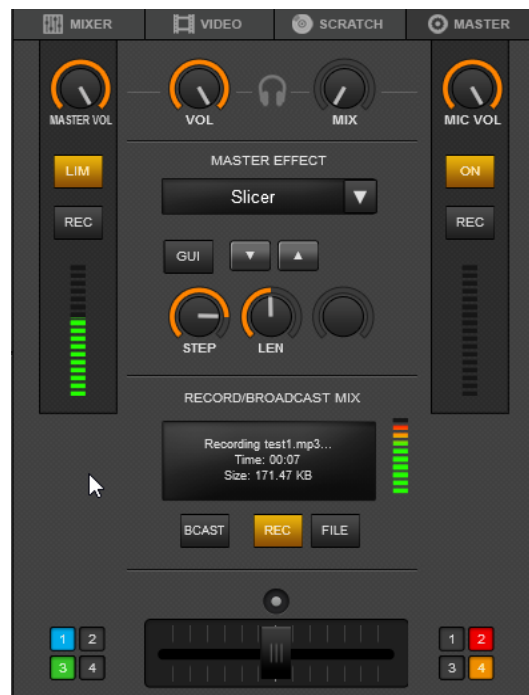 MIXER VIDEO SCRATCH MASTER
MASTER VOL VOL MIX MIC VOL
LIM MASTER EFFECT ON
Slicer
REC REC
GUI
STEP LEN
RECORD/BROADCAST MIX
Recording test1.mp3...
Time: 00:07
Size: 171.47 KB
BCAST REC FILE
1 2 1 2
3 4 3 4